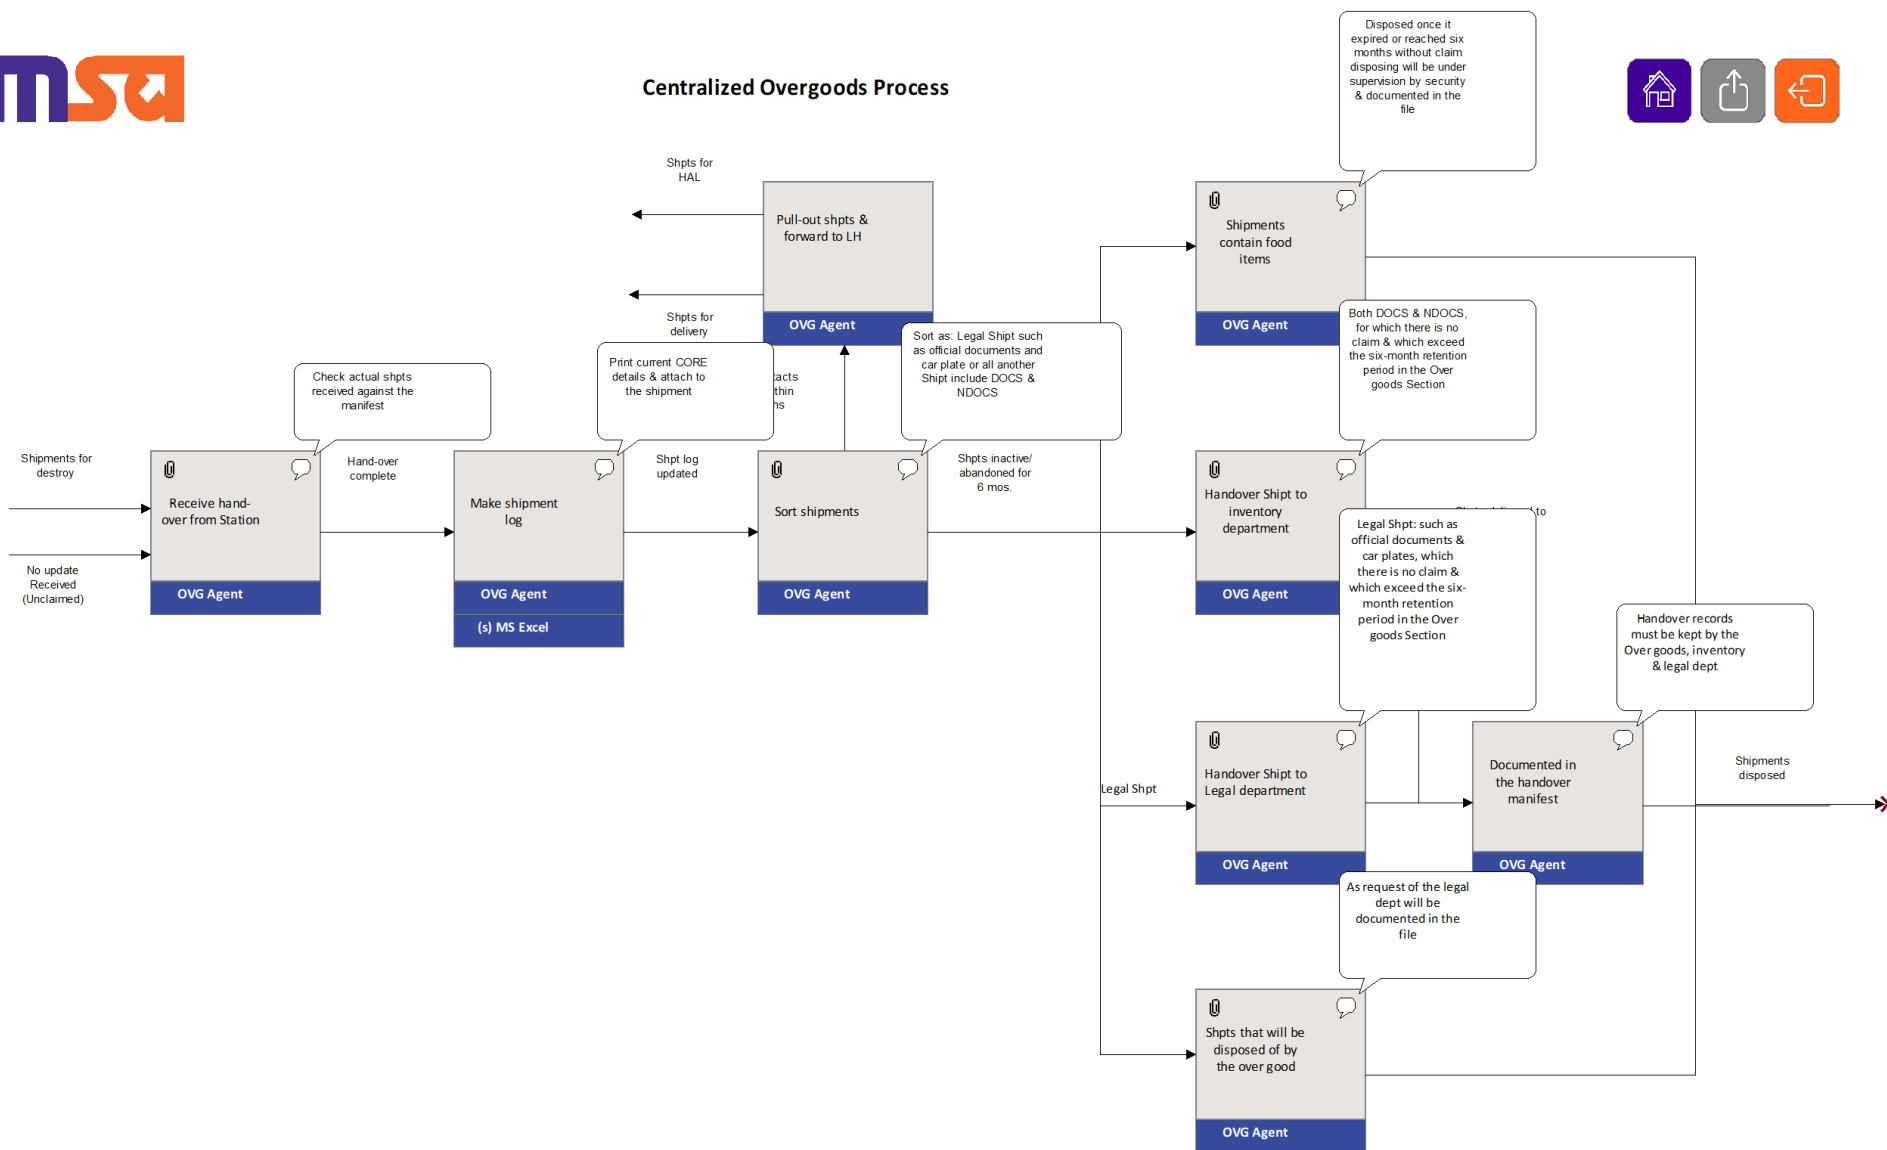 msa
Centralized Overgoods Process
Disposed once it
expired or reached six
months without claim
disposing will be under
supervision by security
& documented in the
file
Shpts for
HAL
Pull-out shpts &
forward to LH
OVG Agent
Shpts for
delivery
Shipments
contain food
items
OVG Agent
Check actual shpts
received against the
manifest
Print current CORE
details & attach to
the shipment
Sort as: Legal Shipt such
as official documents and
car plate or all another
Shipt include DOCS &
NDOCS
Both DOCS & NDOCS,
for which there is no
claim & which exceed
the six-month retention
period in the Over
goods Section
Shipments for
destroy
No update
Received
(Unclaimed)
Receive hand-
over from Station
OVG Agent
Hand-over
complete
Make shipment
log
OVG Agent
(s) MS Excel
Shpt log
updated
Sort shipments
OVG Agent
Shpts inactive/
abandoned for
6 mos.
Handover Shipt to
inventory
department
OVG Agent
to
Legal Shpt: such as
official documents &
car plates, which
there is no claim &
which exceed the six-
month retention
period in the Over
goods Section
Handover records
must be kept by the
Over goods, inventory
& legal dept
Legal Shpt
Handover Shipt to
Legal department
OVG Agent
Documented in
the handover
manifest
OVG Agent
Shipments
disposed
As request of the legal
dept will be
documented in the
file
Shpts that will be
disposed of by
the over good
OVG Agent